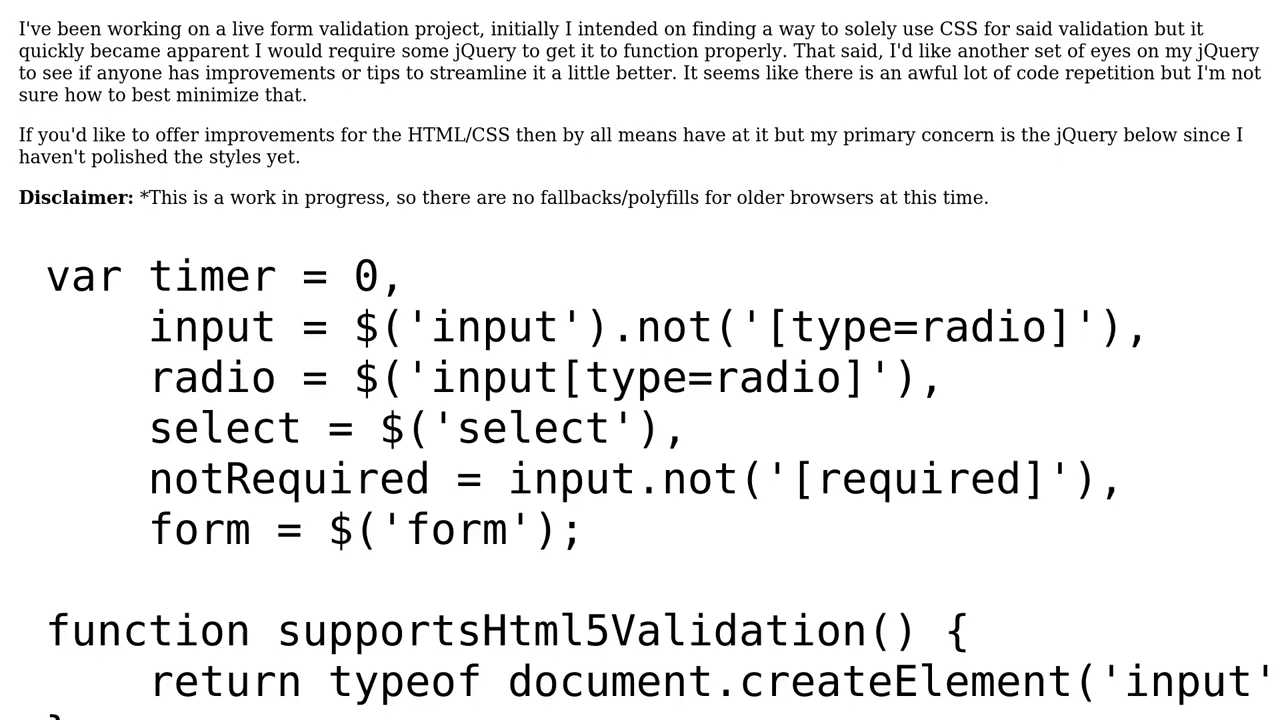 I've been working on a live form validation project, initially I intended on finding a way to solely use CSS for said validation but it
quickly became apparent I would require some jQuery to get it to function properly. That said, I'd like another set of eyes on my jQuery
to see if anyone has improvements or tips to streamline it a little better. It seems like there is an awful lot of code repetition but I'm not
sure how to best minimize that.
If you'd like to offer improvements for the HTML/CSS then by all means have at it but my primary concern is the jQuery below since I
haven't polished the styles yet.
Disclaimer: *This is a work in progress, so there are no fallbacks/polyfills for older browsers at this time.
var timer = 0,
    input = $('input').not('[type=radio]'),
    radio = $('input[type=radio]'),
    select = $('select'),
    notRequired = input.not('[required]'),
    form = $('form');
function supportsHtml5Validation() {
    return typeof document.createElement('input'
}